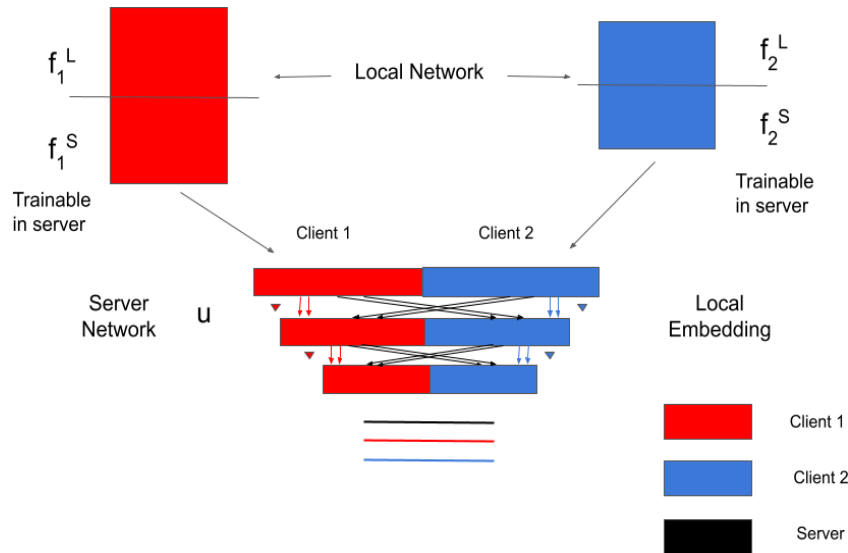 f₁ᴸ
Local Network
f₂ᴸ
f₁ˢ
f₂ˢ
Trainable
in server
Trainable
in server
Client 1
Client 2
Server
Network
u
Local
Embedding
Client 1
Client 2
Server